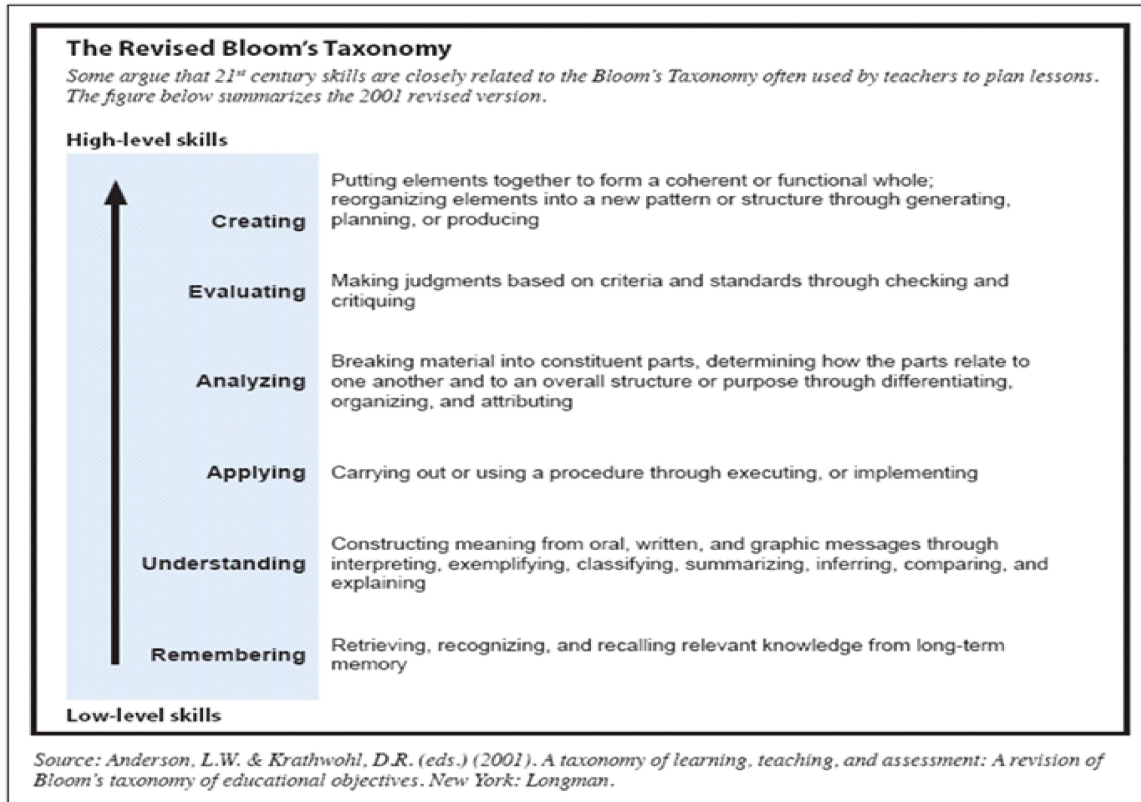 The Revised Bloom's Taxonomy
Some argue that 21st century skills are closely related to the Bloom's Taxonomy often used by teachers to plan lessons.
The figure below summarizes the 2001 revised version.
High-level skills
Creating
Putting elements together to form a coherent or functional whole;
reorganizing elements into a new pattern or structure through generating,
planning, or producing
Evaluating
Making judgments based on criteria and standards through checking and
critiquing
Analyzing
Breaking material into constituent parts, determining how the parts relate to
one another and to an overall structure or purpose through differentiating,
organizing, and attributing
Applying
Carrying out or using a procedure through executing, or implementing
Understanding
Constructing meaning from oral, written, and graphic messages through
interpreting, exemplifying, classifying, summarizing, inferring, comparing, and
explaining
Remembering
Retrieving, recognizing, and recalling relevant knowledge from long-term
memory
Low-level skills
Source: Anderson, L.W. & Krathwohl, D.R. (eds.) (2001). A taxonomy of learning, teaching, and assessment: A revision of
Bloom's taxonomy of educational objectives. New York: Longman.